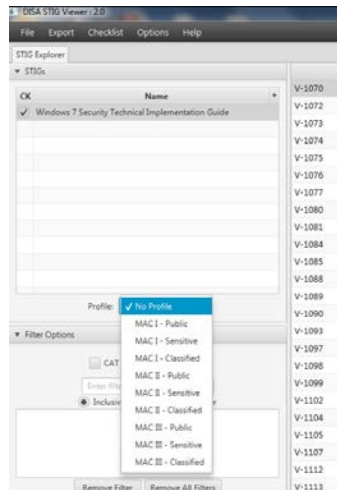 DISA STIG Viewer : 2.0
File Export Checklist Options Help
STIG Explorer
▼ STIGs
CK Name +
✓ Windows 7 Security Technical Implementation Guide
Profile: ✓ No Profile
MAC I - Public
MAC I - Sensitive
MAC I - Classified
MAC II - Public
MAC II - Sensitive
MAC II - Classified
MAC III - Public
MAC III - Sensitive
MAC III - Classified
▼ Filter Options
CAT
Enter filte
Inclusiv
r
Remove Filter Remove All Filters
V-1070
V-1072
V-1073
V-1074
V-1075
V-1076
V-1077
V-1080
V-1081
V-1084
V-1085
V-1088
V-1089
V-1090
V-1093
V-1097
V-1098
V-1099
V-1102
V-1104
V-1105
V-1107
V-1112
V-1113